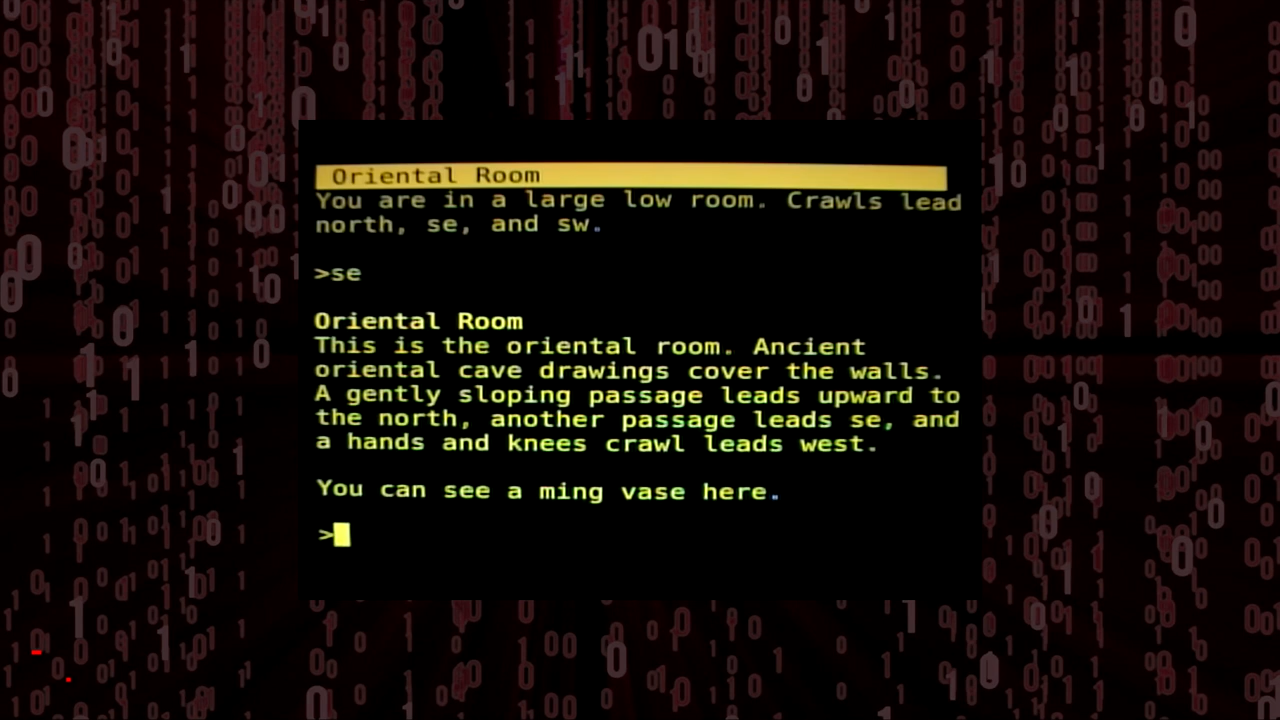 Oriental Room
You are in a large low room. Crawls lead
north, se, and sw.
>se
Oriental Room
This is the oriental room. Ancient
oriental cave drawings cover the walls.
A gently sloping passage leads upward to
the north, another passage leads se, and
a hands and knees crawl leads west.
You can see a ming vase here.
>